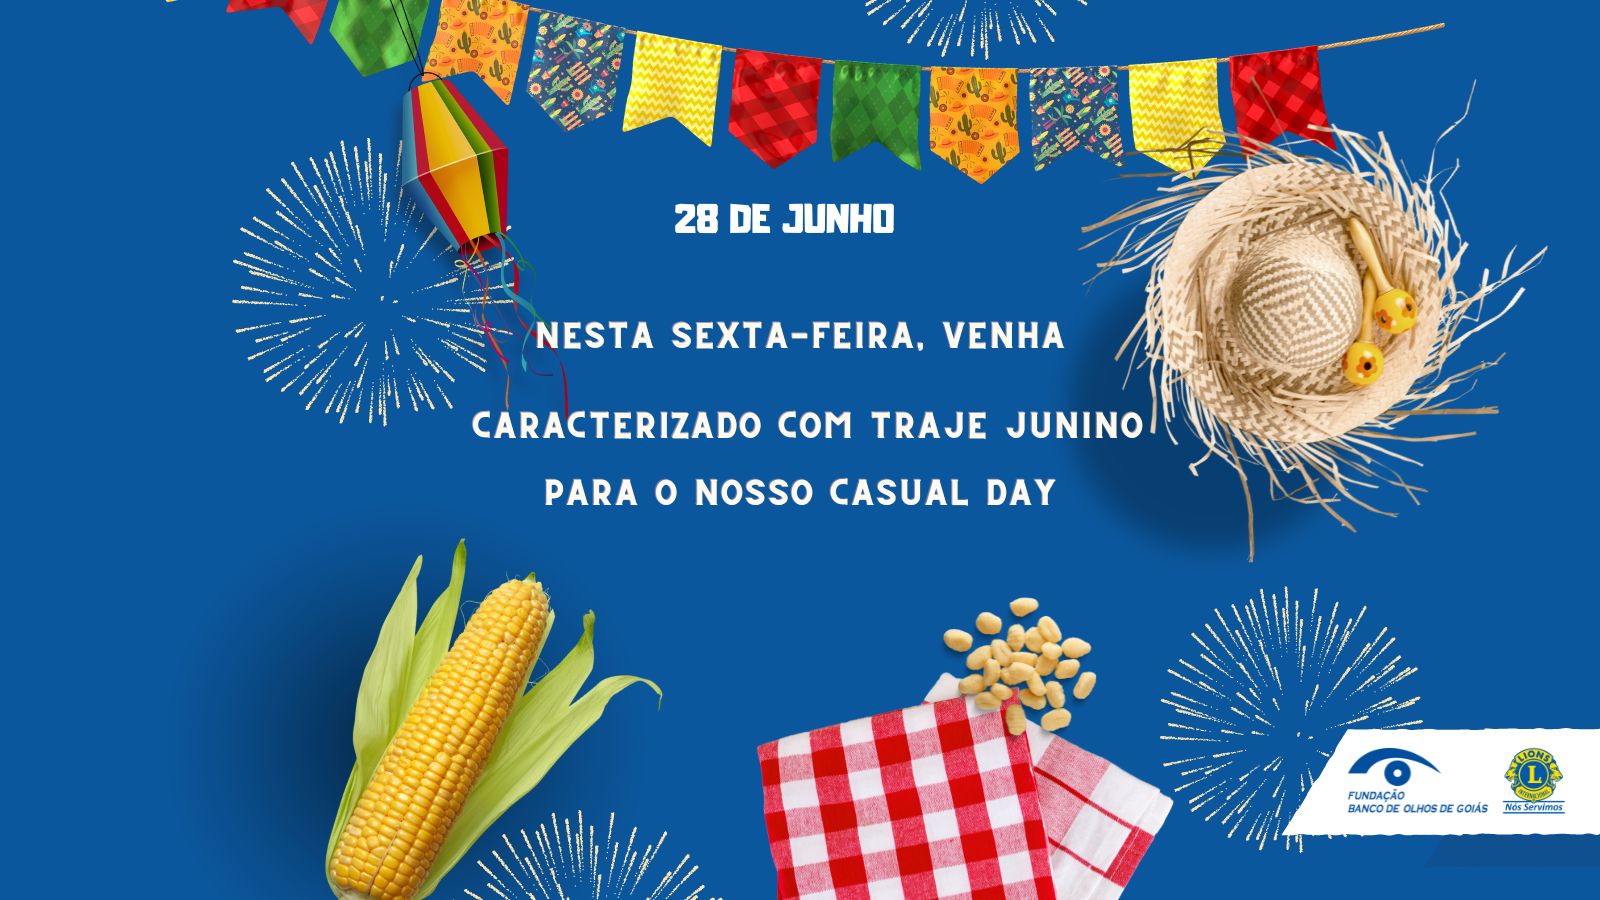 28 DE JUNHO
NESTA SEXTA-FEIRA, VENHA
CARACTERIZADO COM TRAJE JUNINO
PARA O NOSSO CASUAL DAY
FUNDAÇÃO
BANCO DE OLHOS DE GOIÁS
LIONS
L
INTERNATIONAL
Nós Servimos